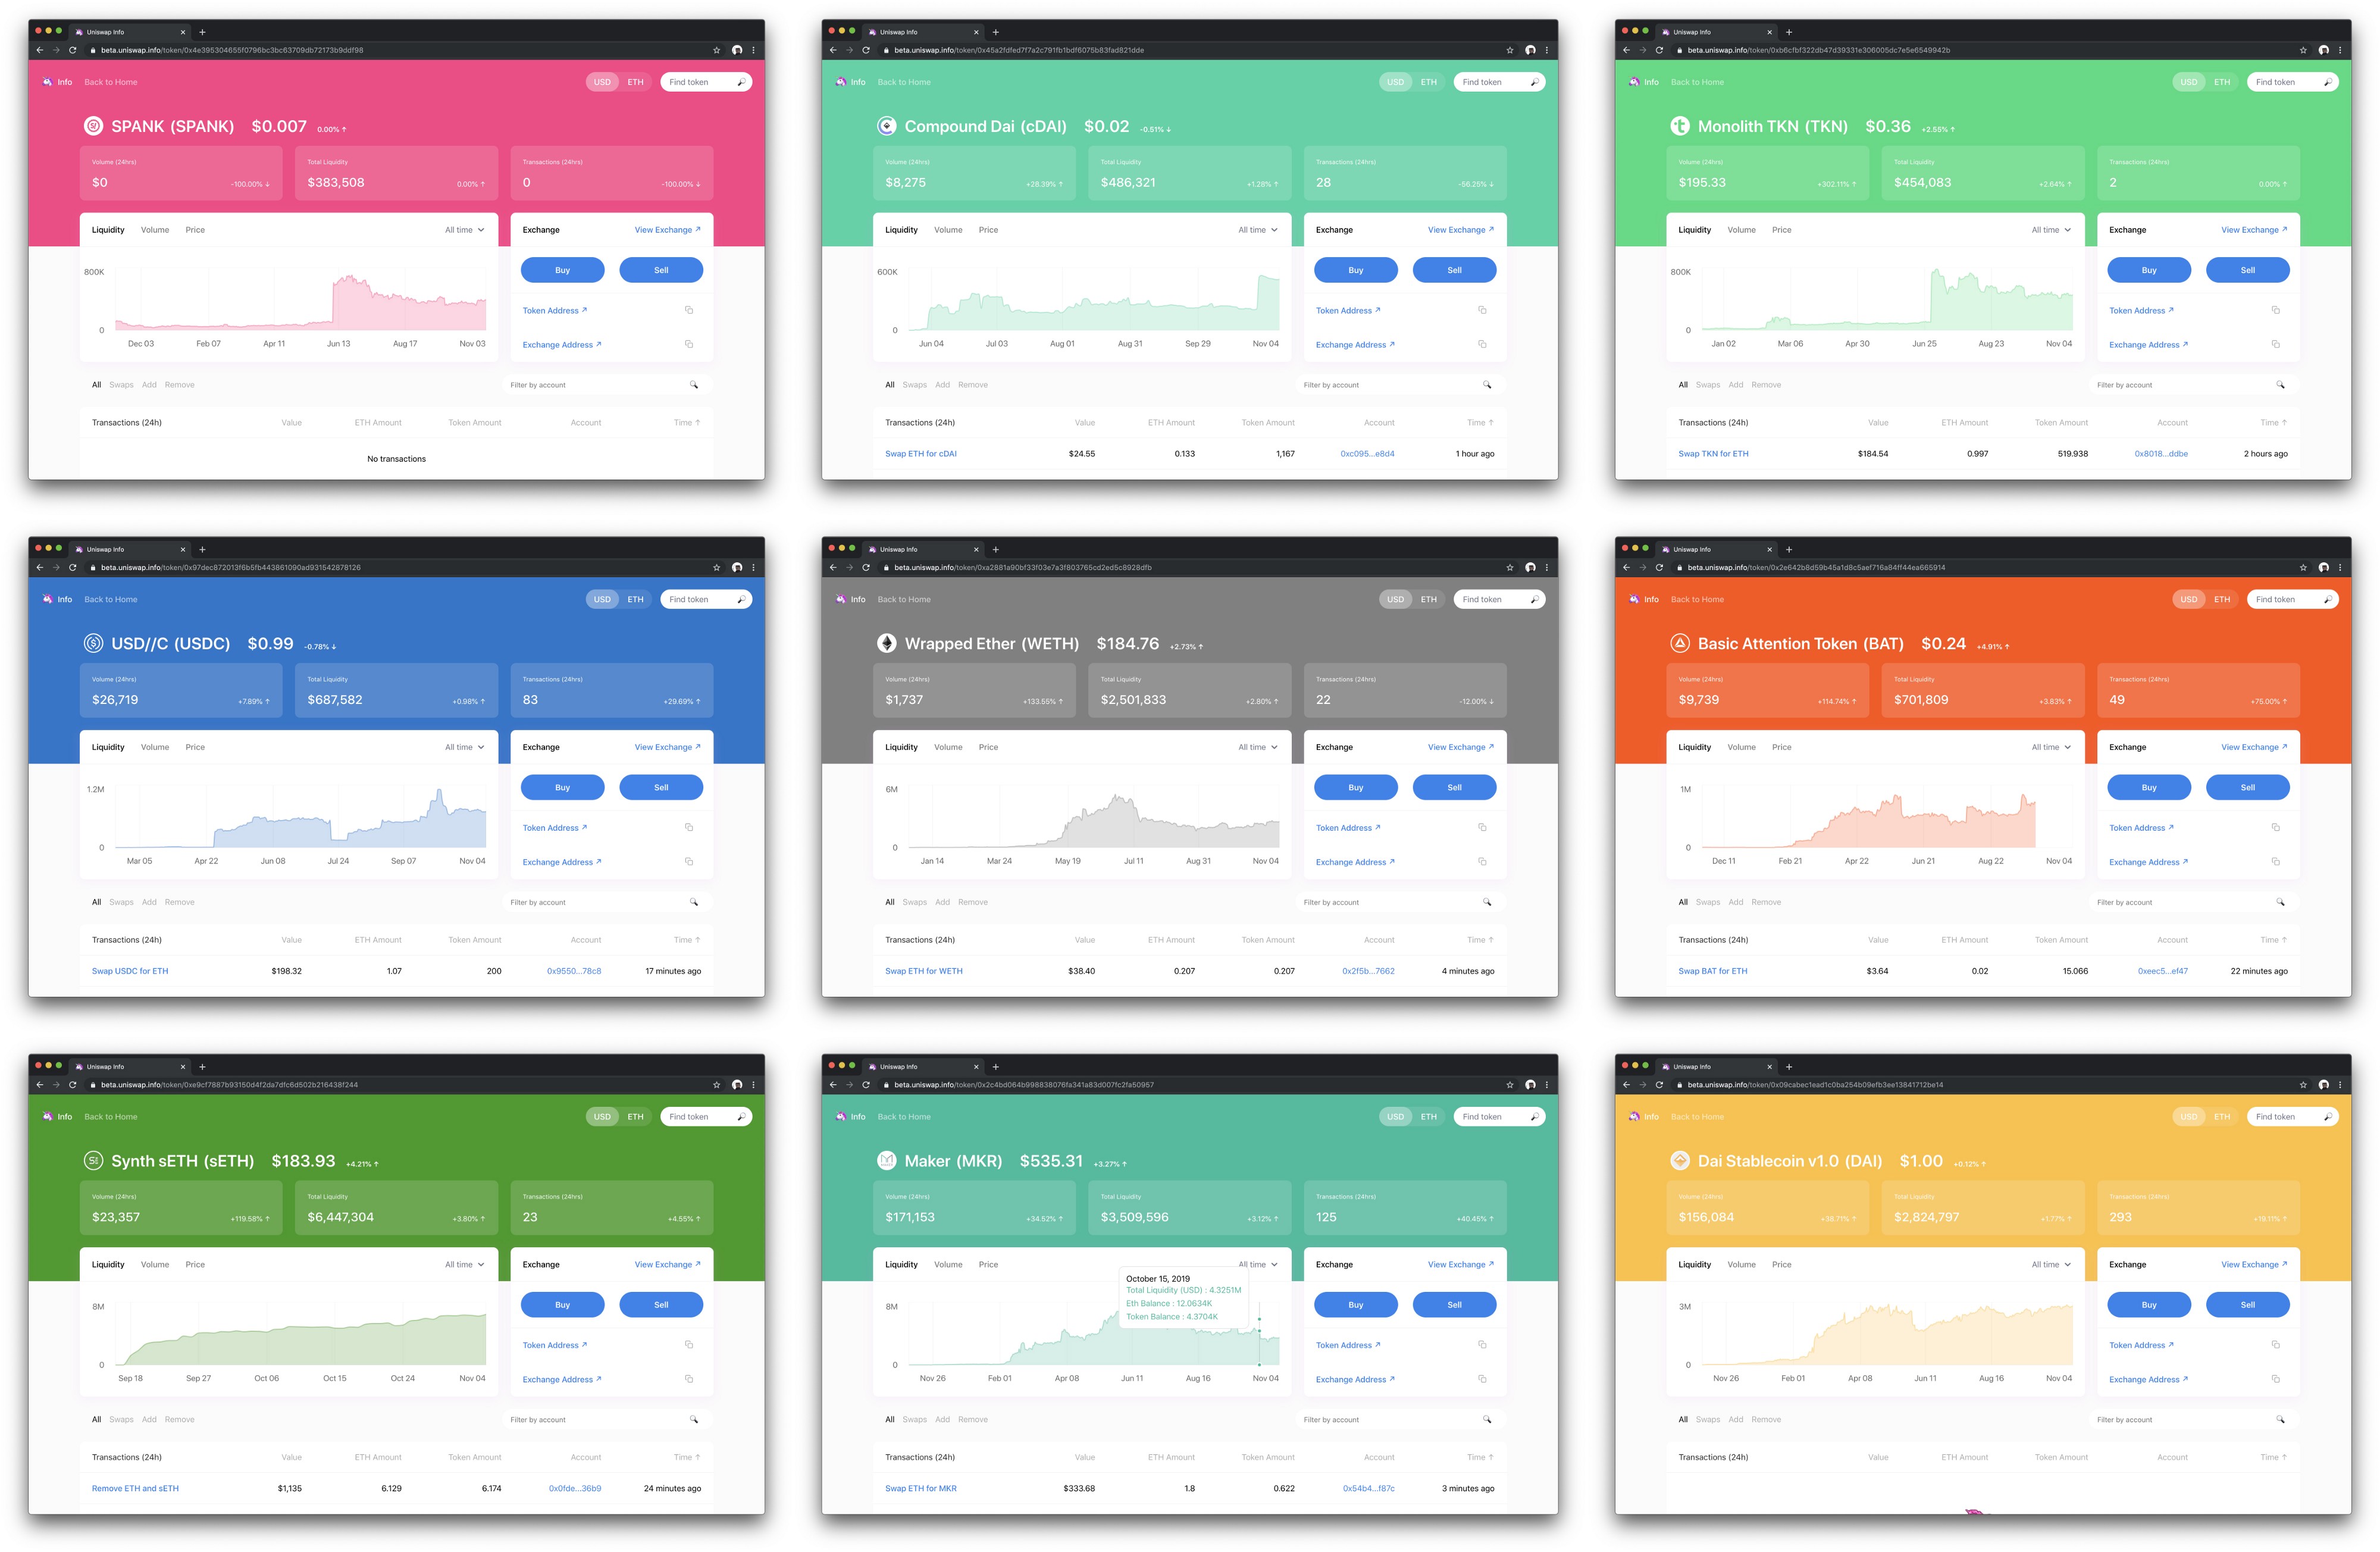 Uniswap Info
beta.uniswap.info/token/0x4e395304655f0796bc3bc63709db72173b9ddf98
Info Back to Home USD ETH Find token
SPANK (SPANK) $0.007 0.00% ↑
Volume (24hrs) Total Liquidity Transactions (24hrs)
$0 -100.00% ↓ $383,508 0.00% ↑ 0 -100.00% ↓
Liquidity Volume Price All time Exchange View Exchange ↗
Buy Sell
800K
0
Token Address ↗
Exchange Address ↗
Dec 03 Feb 07 Apr 11 Jun 13 Aug 17 Nov 03
All Swaps Add Remove Filter by account
Transactions (24h) Value ETH Amount Token Amount Account Time ↑
No transactions
Uniswap Info
beta.uniswap.info/token/0x45a2fdfed7f7a2c791fb1bdf6075b83fad821dde
Info Back to Home USD ETH Find token
Compound Dai (cDAI) $0.02 -0.51% ↓
Volume (24hrs) Total Liquidity Transactions (24hrs)
$8,275 +28.39% ↑ $486,321 +1.28% ↑ 28 -56.25% ↓
Liquidity Volume Price All time Exchange View Exchange ↗
Buy Sell
600K
0
Token Address ↗
Exchange Address ↗
Jun 04 Jul 03 Aug 01 Aug 31 Sep 29 Nov 04
All Swaps Add Remove Filter by account
Transactions (24h) Value ETH Amount Token Amount Account Time ↑
Swap ETH for cDAI $24.55 0.133 1,167 0xc095...e8d4 1 hour ago
Uniswap Info
beta.uniswap.info/token/0xb6cfbf322db47d39331e306005dc7e5e6549942b
Info Back to Home USD ETH Find token
Monolith TKN (TKN) $0.36 +2.55% ↑
Volume (24hrs) Total Liquidity Transactions (24hrs)
$195.33 +302.11% ↑ $454,083 +2.64% ↑ 2 0.00% ↑
Liquidity Volume Price All time Exchange View Exchange ↗
Buy Sell
800K
0
Token Address ↗
Exchange Address ↗
Jan 02 Mar 06 Apr 30 Jun 25 Aug 23 Nov 04
All Swaps Add Remove Filter by account
Transactions (24h) Value ETH Amount Token Amount Account Time ↑
Swap TKN for ETH $184.54 0.997 519.938 0x8018...ddbe 2 hours ago
Uniswap Info
beta.uniswap.info/token/0x97dec872013f6b5fb443861090ad931542878126
Info Back to Home USD ETH Find token
USD//C (USDC) $0.99 -0.78% ↓
Volume (24hrs) Total Liquidity Transactions (24hrs)
$26,719 +7.89% ↑ $687,582 +0.98% ↑ 83 +29.69% ↑
Liquidity Volume Price All time Exchange View Exchange ↗
Buy Sell
1.2M
0
Token Address ↗
Exchange Address ↗
Mar 05 Apr 22 Jun 08 Jul 24 Sep 07 Nov 04
All Swaps Add Remove Filter by account
Transactions (24h) Value ETH Amount Token Amount Account Time ↑
Swap USDC for ETH $198.32 1.07 200 0x9550...78c8 17 minutes ago
Uniswap Info
beta.uniswap.info/token/0xa2881a90bf33f03e7a3f803765cd2ed5c8928dfb
Info Back to Home USD ETH Find token
Wrapped Ether (WETH) $184.76 +2.73% ↑
Volume (24hrs) Total Liquidity Transactions (24hrs)
$1,737 +133.55% ↑ $2,501,833 +2.80% ↑ 22 -12.00% ↓
Liquidity Volume Price All time Exchange View Exchange ↗
Buy Sell
6M
0
Token Address ↗
Exchange Address ↗
Jan 14 Mar 24 May 19 Jul 11 Aug 31 Nov 04
All Swaps Add Remove Filter by account
Transactions (24h) Value ETH Amount Token Amount Account Time ↑
Swap ETH for WETH $38.40 0.207 0.207 0x2f5b...7662 4 minutes ago
Uniswap Info
beta.uniswap.info/token/0x2e642b8d59b45a1d8c5aef716a84ff44ea665914
Info Back to Home USD ETH Find token
Basic Attention Token (BAT) $0.24 +4.91% ↑
Volume (24hrs) Total Liquidity Transactions (24hrs)
$9,739 +114.74% ↑ $701,809 +3.83% ↑ 49 +75.00% ↑
Liquidity Volume Price All time Exchange View Exchange ↗
Buy Sell
1M
0
Token Address ↗
Exchange Address ↗
Dec 11 Feb 21 Apr 22 Jun 21 Aug 22 Nov 04
All Swaps Add Remove Filter by account
Transactions (24h) Value ETH Amount Token Amount Account Time ↑
Swap BAT for ETH $3.64 0.02 15.066 0xeec5...ef47 22 minutes ago
Uniswap Info
beta.uniswap.info/token/0xe9cf7887b93150d4f2da7dfc6d502b216438f244
Info Back to Home USD ETH Find token
Synth sETH (sETH) $183.93 +4.21% ↑
Volume (24hrs) Total Liquidity Transactions (24hrs)
$23,357 +119.58% ↑ $6,447,304 +3.80% ↑ 23 +4.55% ↑
Liquidity Volume Price All time Exchange View Exchange ↗
Buy Sell
8M
0
Token Address ↗
Exchange Address ↗
Sep 18 Sep 27 Oct 06 Oct 15 Oct 24 Nov 04
All Swaps Add Remove Filter by account
Transactions (24h) Value ETH Amount Token Amount Account Time ↑
Remove ETH and sETH $1,135 6.129 6.174 0x0fde...36b9 24 minutes ago
Uniswap Info
beta.uniswap.info/token/0x2c4bd064b998838076fa341a83d007fc2fa50957
Info Back to Home USD ETH Find token
Maker (MKR) $535.31 +3.27% ↑
Volume (24hrs) Total Liquidity Transactions (24hrs)
$171,153 +34.52% ↑ $3,509,596 +3.12% ↑ 125 +40.45% ↑
Liquidity Volume Price All time Exchange View Exchange ↗
October 15, 2019
Total Liquidity (USD) : 4.3251M
Eth Balance : 12.0634K
Token Balance : 4.3704K
Buy Sell
8M
0
Token Address ↗
Exchange Address ↗
Nov 26 Feb 01 Apr 08 Jun 11 Aug 16 Nov 04
All Swaps Add Remove Filter by account
Transactions (24h) Value ETH Amount Token Amount Account Time ↑
Swap ETH for MKR $333.68 1.8 0.622 0x54b4...f87c 3 minutes ago
Uniswap Info
beta.uniswap.info/token/0x09cabec1ead1c0ba254b09efb3ee13841712be14
Info Back to Home USD ETH Find token
Dai Stablecoin v1.0 (DAI) $1.00 +0.12% ↑
Volume (24hrs) Total Liquidity Transactions (24hrs)
$156,084 +38.71% ↑ $2,824,797 +1.77% ↑ 293 +19.11% ↑
Liquidity Volume Price All time Exchange View Exchange ↗
Buy Sell
3M
0
Token Address ↗
Exchange Address ↗
Nov 26 Feb 01 Apr 08 Jun 11 Aug 16 Nov 04
All Swaps Add Remove Filter by account
Transactions (24h) Value ETH Amount Token Amount Account Time ↑